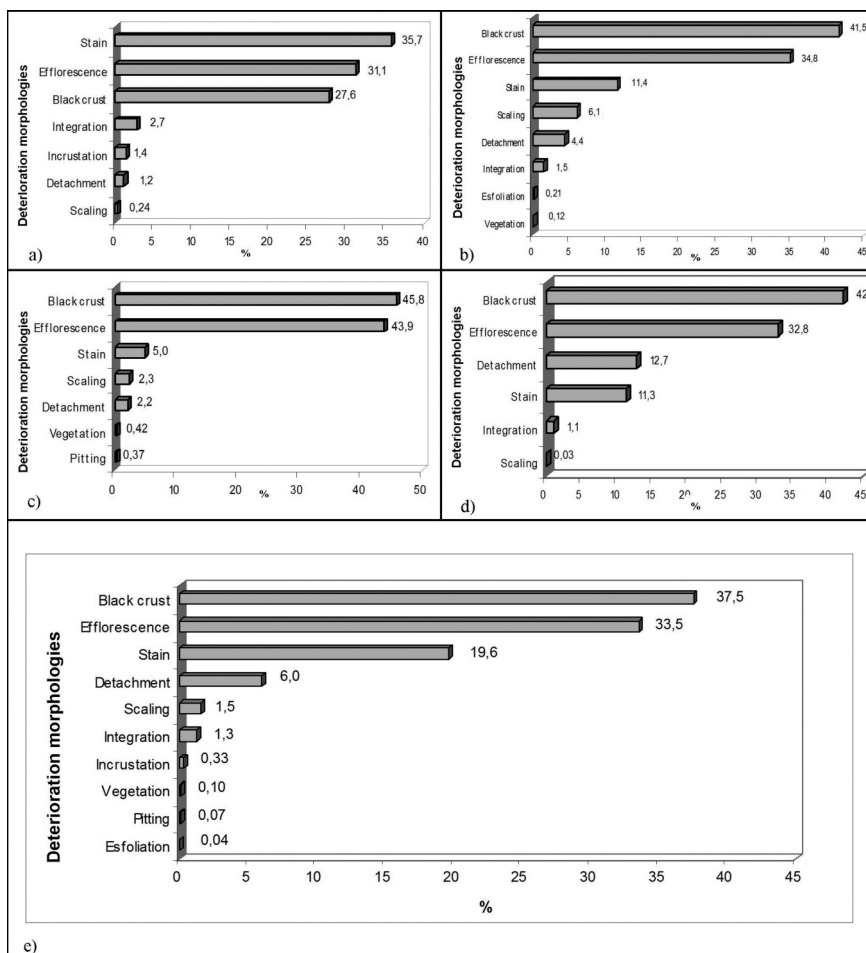 Deterioration morphologies
Stain 35,7
Efflorescence 31,1
Black crust 27,6
Integration 2,7
Incrustation 1,4
Detachment 1,2
Scaling 0,24
0 5 10 15 20 25 30 35 40
%
a)
Deterioration morphologies
Black crust 41,5
Efflorescence 34,8
Stain 11,4
Scaling 6,1
Detachment 4,4
Integration 1,5
Esfoliation 0,21
Vegetation 0,12
0 5 10 15 20 25 30 35 40 45
%
b)
Deterioration morphologies
Black crust 45,8
Efflorescence 43,9
Stain 5,0
Scaling 2,3
Detachment 2,2
Vegetation 0,42
Pitting 0,37
0 10 20 30 40 50
%
c)
Deterioration morphologies
Black crust 42
Efflorescence 32,8
Detachment 12,7
Stain 11,3
Integration 1,1
Scaling 0,03
0 5 10 15 20 25 30 35 40 45
%
d)
Deterioration morphologies
Black crust 37,5
Efflorescence 33,5
Stain 19,6
Detachment 6,0
Scaling 1,5
Integration 1,3
Incrustation 0,33
Vegetation 0,10
Pitting 0,07
Esfoliation 0,04
0 5 10 15 20 25 30 35 40 45
%
e)